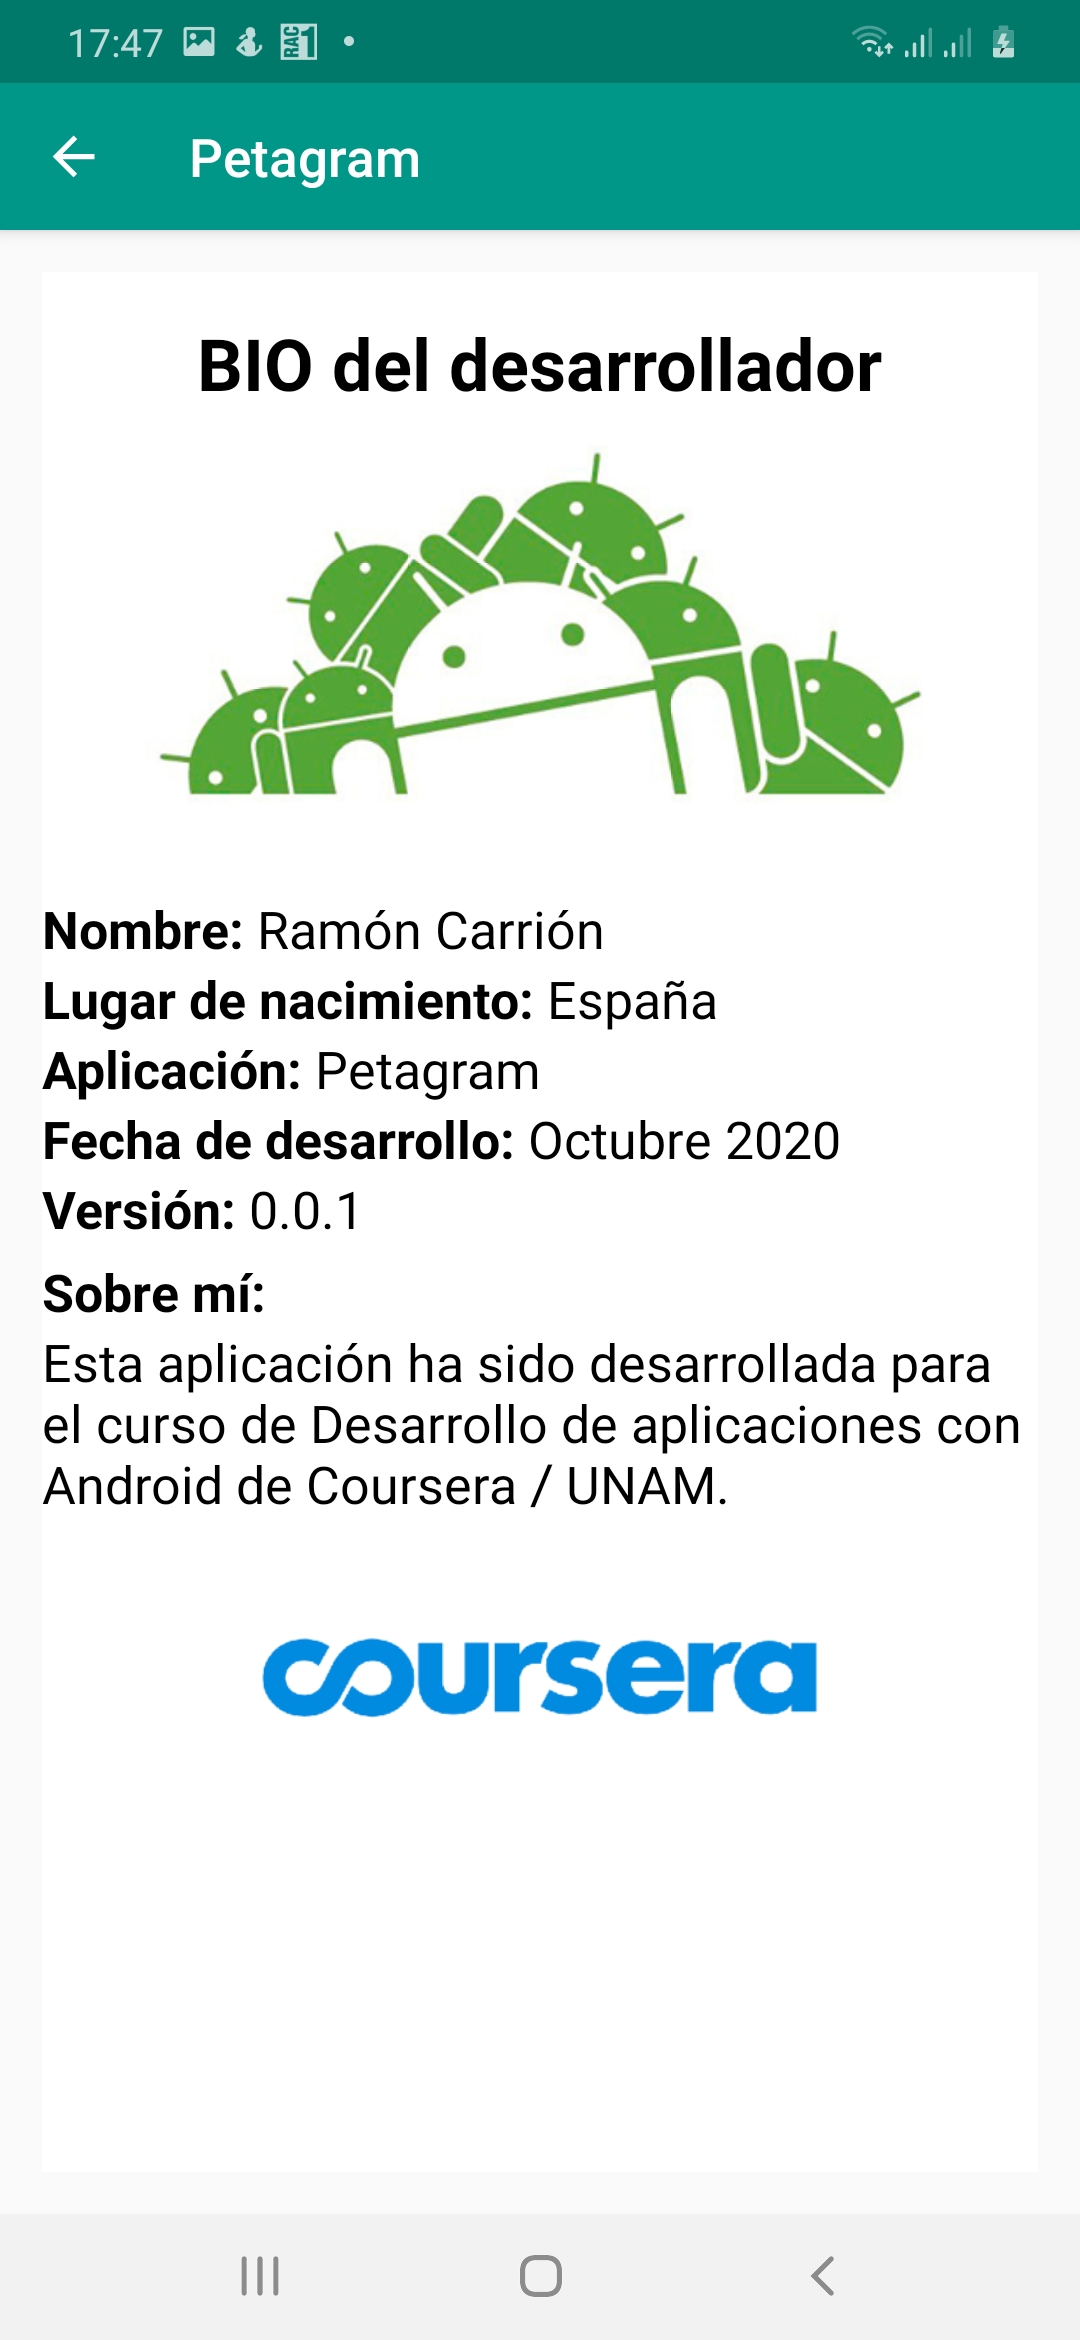 17:47
RAC 1
Petagram
BIO del desarrollador
Nombre: Ramón Carrión
Lugar de nacimiento: España
Aplicación: Petagram
Fecha de desarrollo: Octubre 2020
Versión: 0.0.1
Sobre mí:
Esta aplicación ha sido desarrollada para
el curso de Desarrollo de aplicaciones con
Android de Coursera / UNAM.
coursera